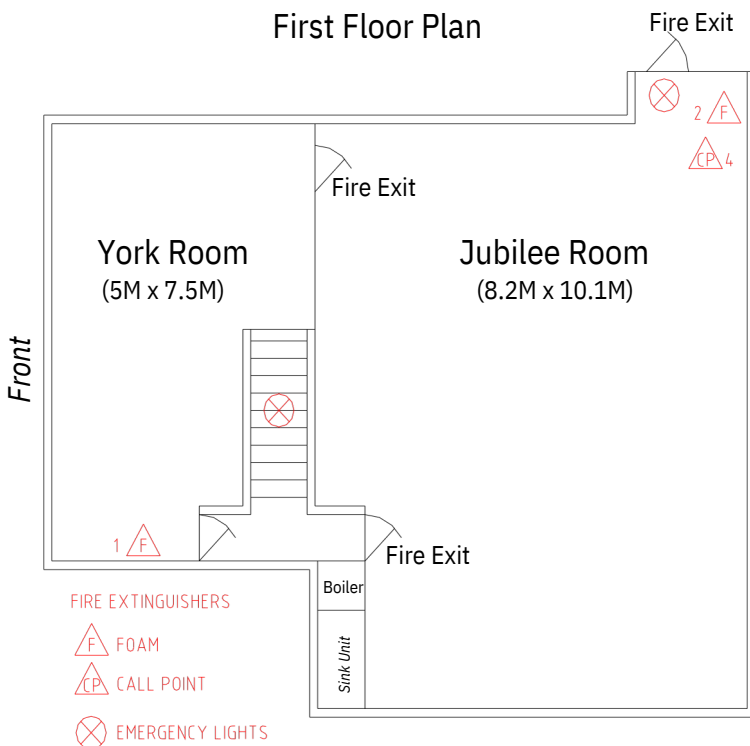 First Floor Plan
Fire Exit
2 F
CP 4
Fire Exit
York Room
(5M x 7.5M)
Jubilee Room
(8.2M x 10.1M)
Front
1 F
Fire Exit
Boiler
Sink Unit
FIRE EXTINGUISHERS
F FOAM
CP CALL POINT
EMERGENCY LIGHTS